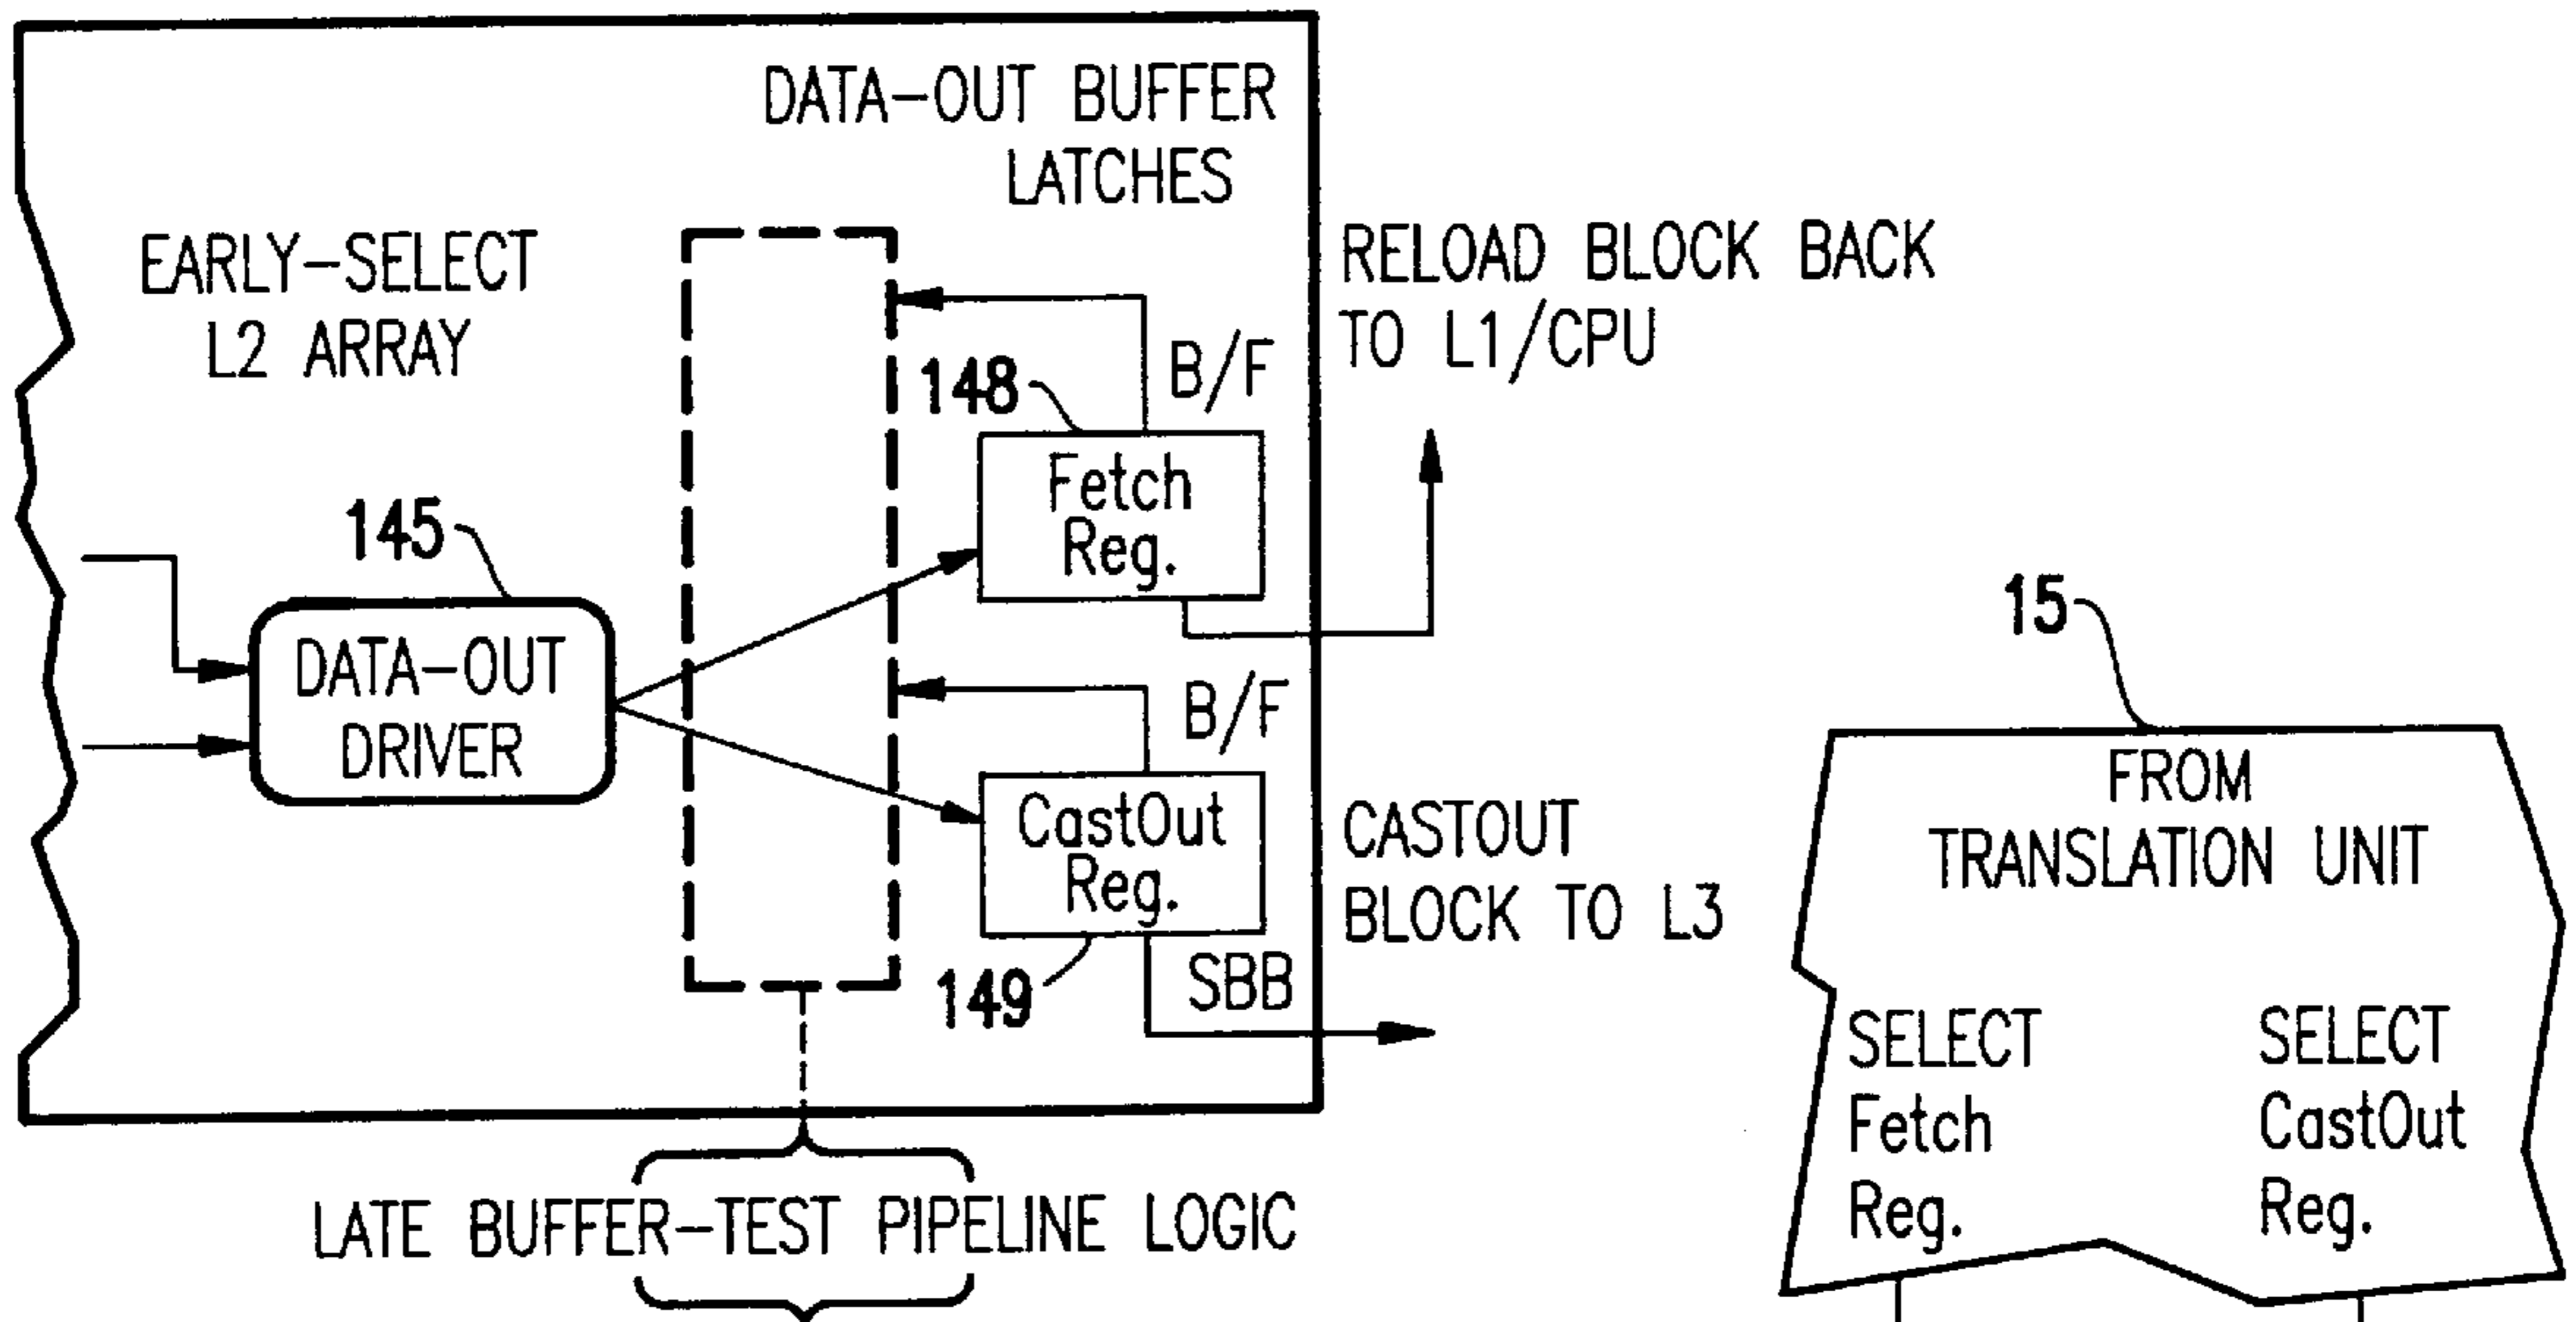 DATA-OUT BUFFER
LATCHES
EARLY-SELECT
L2 ARRAY
RELOAD BLOCK BACK
TO L1/CPU
B/F
148
Fetch
Reg.
145
DATA-OUT
DRIVER
B/F
CastOut
Reg.
149
SBB
CASTOUT
BLOCK TO L3
LATE BUFFER-TEST PIPELINE LOGIC
15
FROM
TRANSLATION UNIT
SELECT
Fetch
Reg.
SELECT
CastOut
Reg.